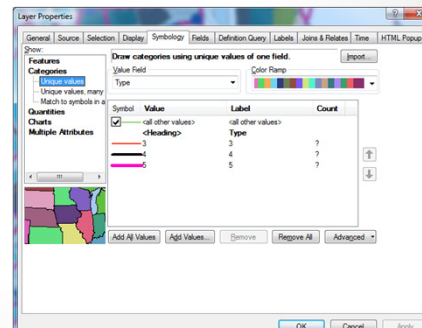 Layer Properties
General Source Selection Display Symbology Fields Definition Query Labels Joins & Relates Time HTML Popup
Show:
Features
Categories
Unique values
Unique values, many
Match to symbols in a
Quantities
Charts
Multiple Attributes
Draw categories using unique values of one field.
Import...
Value Field
Color Ramp
Type
Symbol Value Label Count
<all other values> <all other values>
<Heading> Type
3 3 ?
4 4 ?
5 5 ?
Add All Values Add Values... Remove Remove All Advanced
OK Cancel Apply